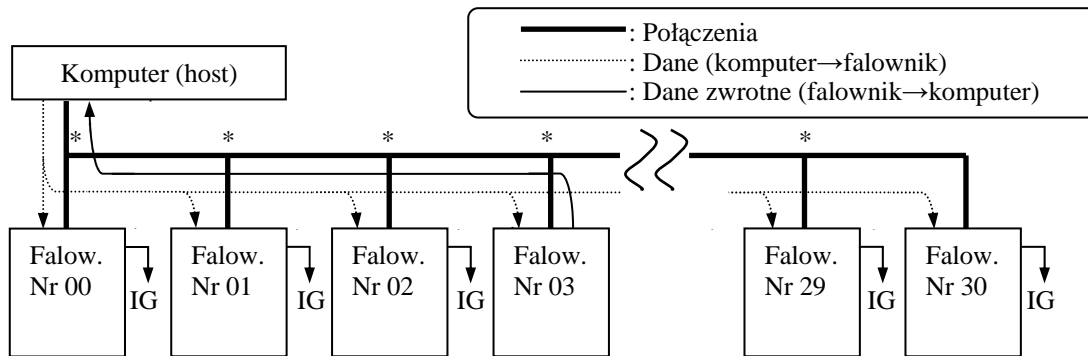 : Połączenia
: Dane (komputer→falownik)
: Dane zwrotne (falownik→komputer)
Komputer (host)
* * * * *
Falow. Falow. Falow. Falow. Falow. Falow.
Nr 00 Nr 01 Nr 02 Nr 03 Nr 29 Nr 30
IG IG IG IG IG